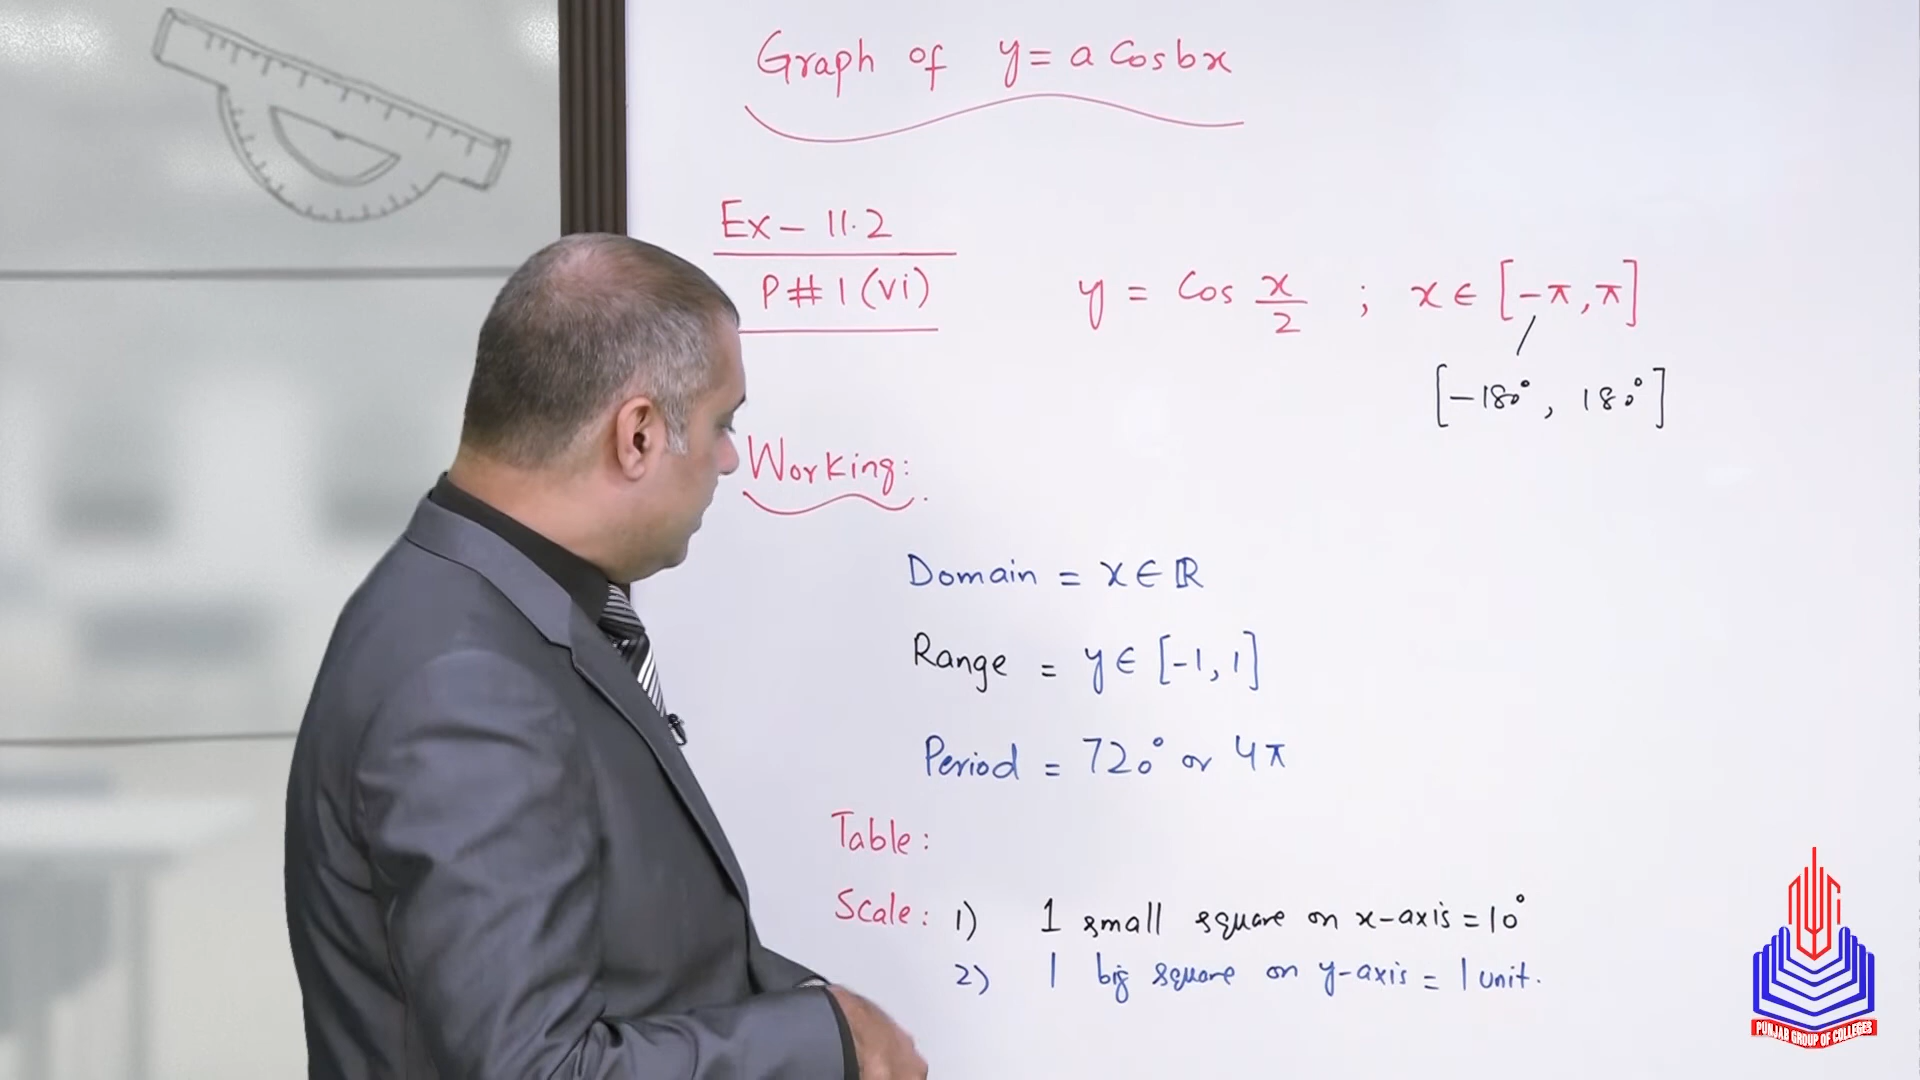 Graph of y = a Cosbx
Ex - 11.2
P # 1 (vi)
y = Cos x/2 ; x ∈ [-π, π]
[-180°, 180°]
Working:
Domain = x ∈ ℝ
Range = y ∈ [-1, 1]
Period = 720° or 4π
Table:
Scale: 1) 1 small square on x-axis = 10°
2) 1 big square on y-axis = 1 unit.
PUNJAB GROUP OF COLLEGES